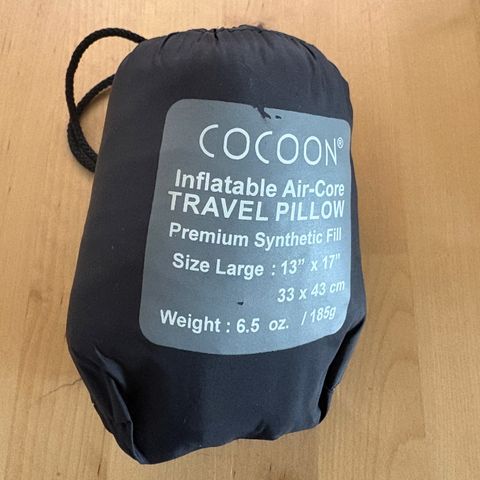 COCOON®
Inflatable Air-Core
TRAVEL PILLOW
Premium Synthetic Fill
Size Large : 13" x 17"
33 x 43 cm
Weight : 6.5 oz. / 185g